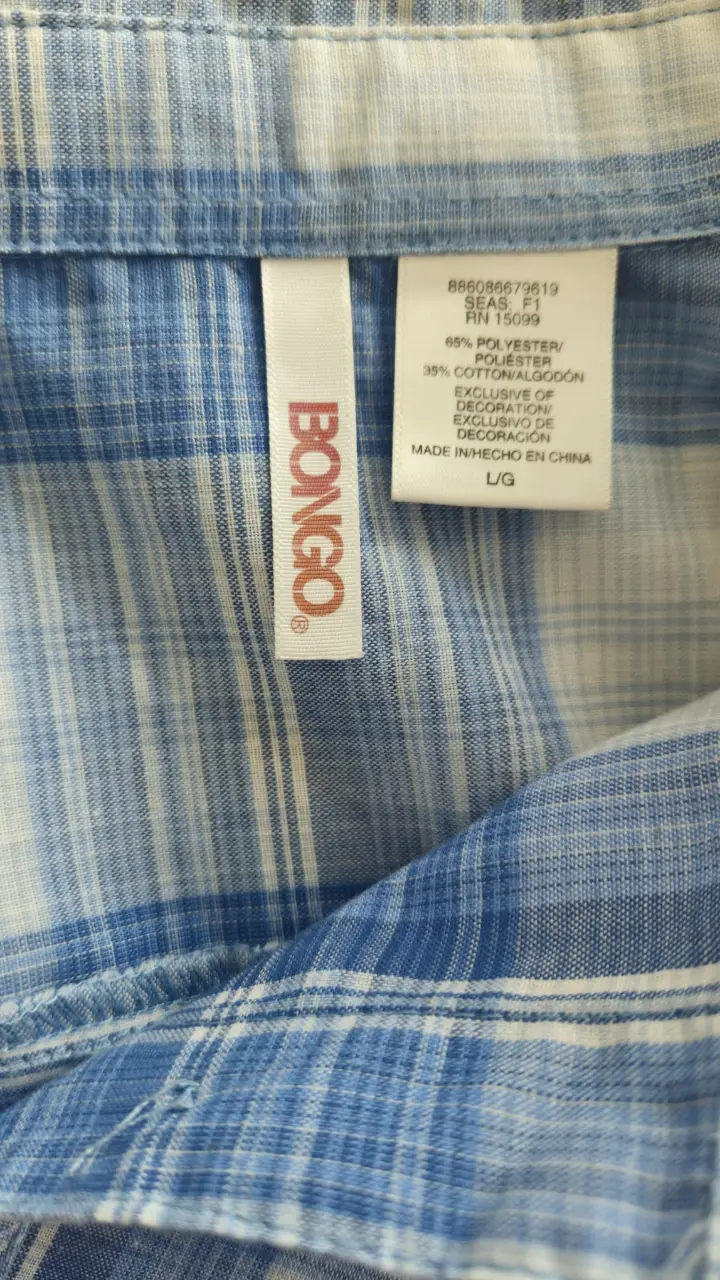 BONGO®
886086679619
SEAS: F1
RN 15099
65% POLYESTER/
POLIÉSTER
35% COTTON/ALGODÓN
EXCLUSIVE OF
DECORATION/
EXCLUSIVO DE
DECORACIÓN
MADE IN/HECHO EN CHINA
L/G